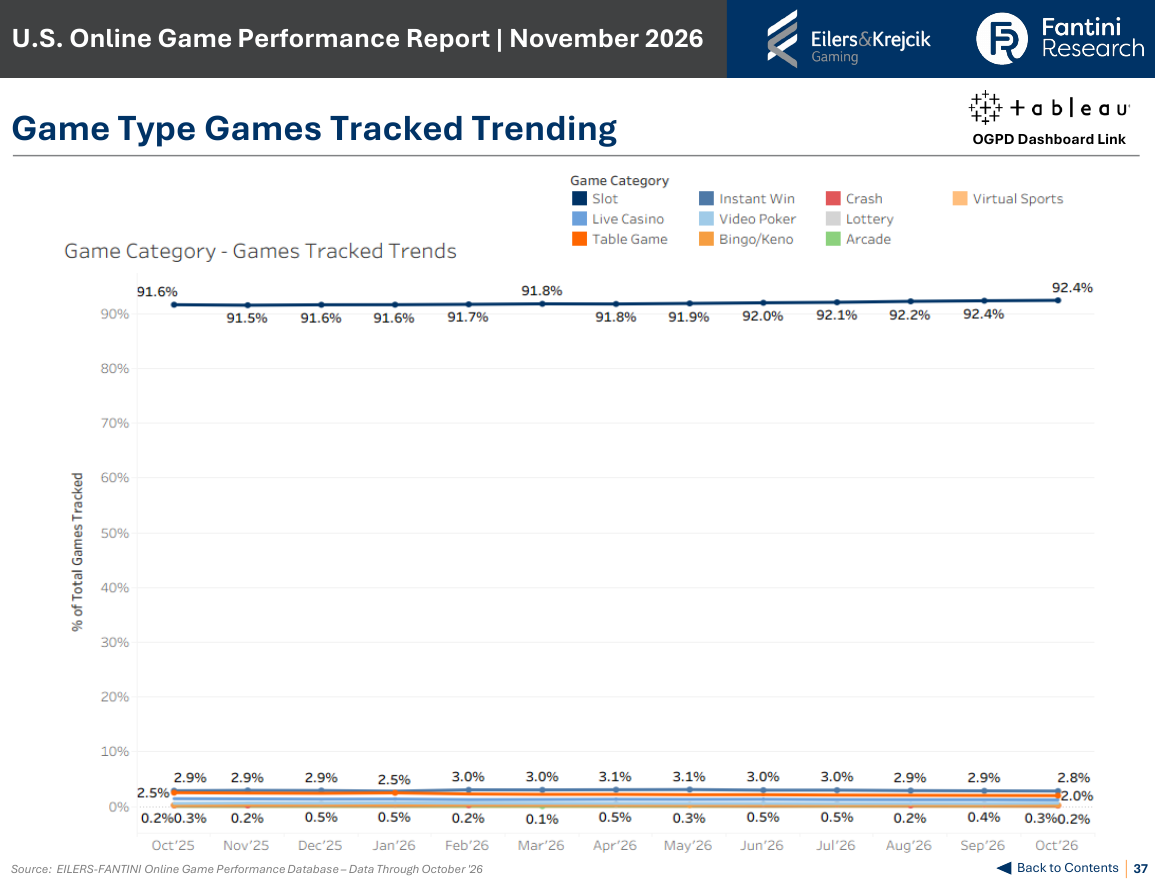 U.S. Online Game Performance Report | November 2026
Eilers&Krejcik
Gaming
Fantini
Research
Game Type Games Tracked Trending
+ableau
OGPD Dashboard Link
Game Category
Slot Instant Win Crash Virtual Sports
Live Casino Video Poker Lottery
Table Game Bingo/Keno Arcade
Game Category - Games Tracked Trends
91.6% 91.8% 92.4%
91.5% 91.6% 91.6% 91.7% 91.8% 91.9% 92.0% 92.1% 92.2% 92.4%
90%
80%
70%
60%
50%
40%
30%
20%
10%
0%
% of Total Games Tracked
2.9% 2.9% 2.9% 2.5% 3.0% 3.0% 3.1% 3.1% 3.0% 3.0% 2.9% 2.9% 2.8%
2.5% 2.0%
0.2% 0.3% 0.2% 0.5% 0.5% 0.2% 0.1% 0.5% 0.3% 0.5% 0.5% 0.2% 0.4% 0.3% 0.2%
Oct'25 Nov'25 Dec'25 Jan'26 Feb'26 Mar'26 Apr'26 May'26 Jun'26 Jul'26 Aug'26 Sep'26 Oct'26
Source: EILERS-FANTINI Online Game Performance Database – Data Through October '26
Back to Contents 37